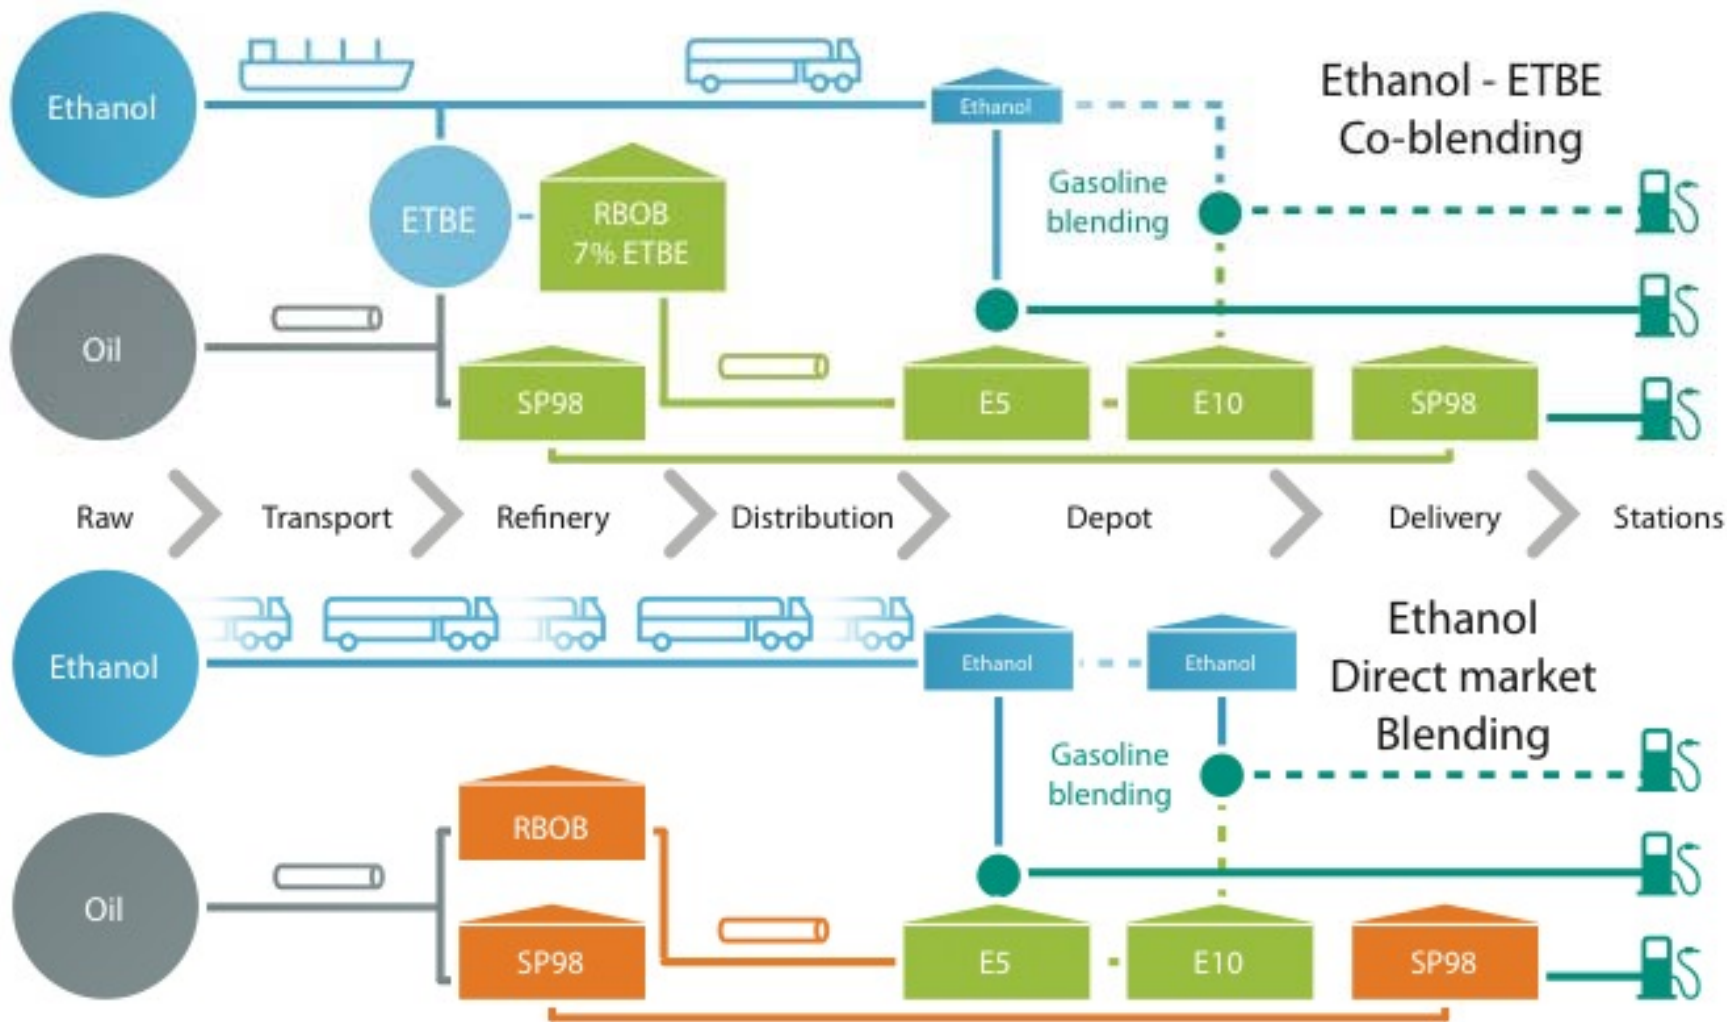 Ethanol
Ethanol
Ethanol - ETBE
Co-blending
ETBE
RBOB
7% ETBE
Gasoline
blending
Oil
SP98
E5
E10
SP98
Raw
Transport
Refinery
Distribution
Depot
Delivery
Stations
Ethanol
Ethanol
Ethanol
Ethanol
Direct market
Blending
Gasoline
blending
RBOB
Oil
SP98
E5
E10
SP98